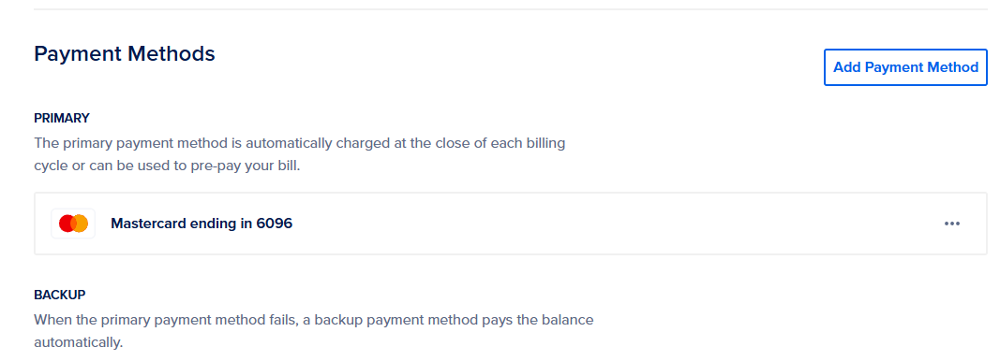 Payment Methods
Add Payment Method
PRIMARY
The primary payment method is automatically charged at the close of each billing
cycle or can be used to pre-pay your bill.
Mastercard ending in 6096
BACKUP
When the primary payment method fails, a backup payment method pays the balance
automatically.